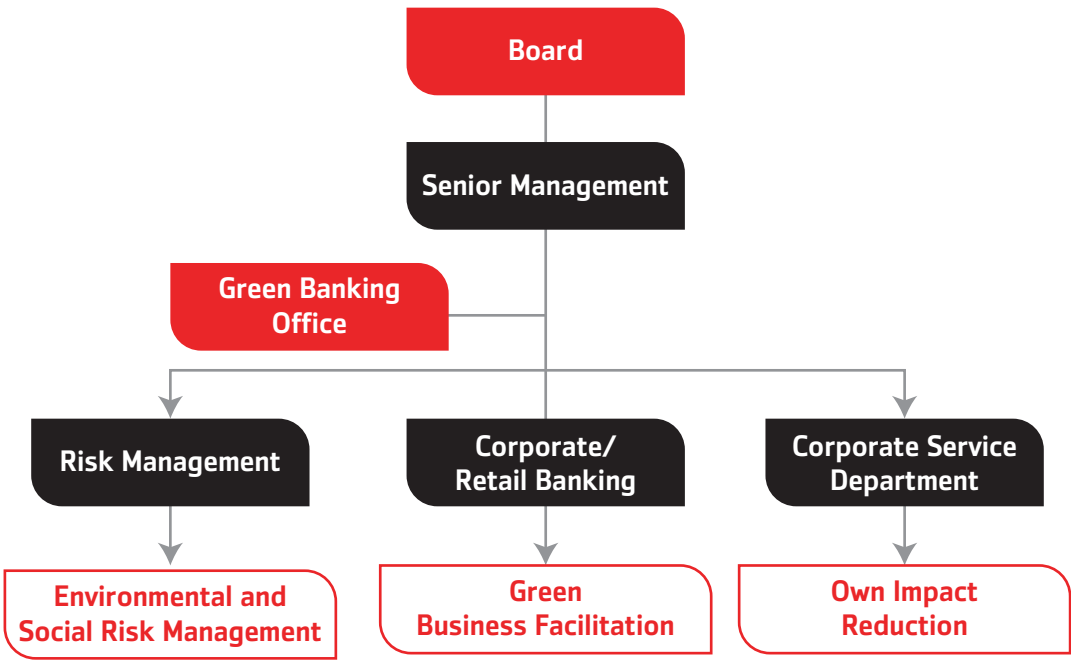 Board
Senior Management
Green Banking
Office
Risk Management
Corporate/
Retail Banking
Corporate Service
Department
Environmental and
Social Risk Management
Green
Business Facilitation
Own Impact
Reduction